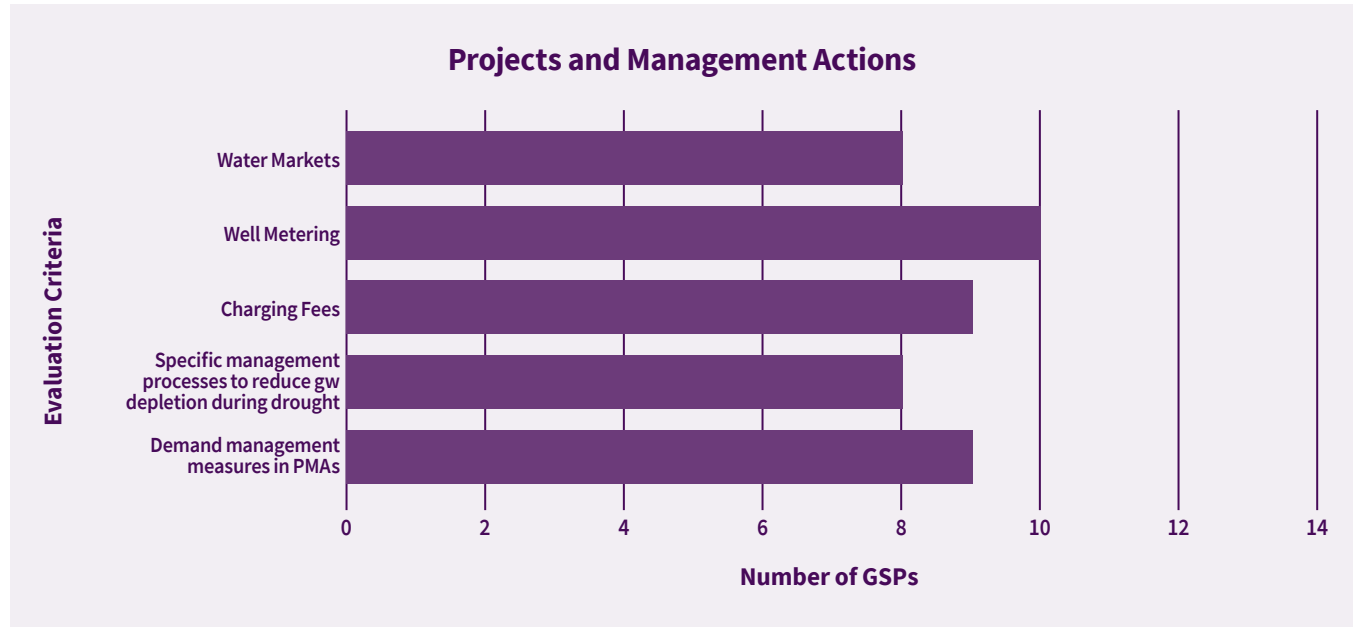 Projects and Management Actions
Evaluation Criteria
Water Markets
Well Metering
Charging Fees
Specific management
processes to reduce gw
depletion during drought
Demand management
measures in PMAs
0 2 4 6 8 10 12 14
Number of GSPs